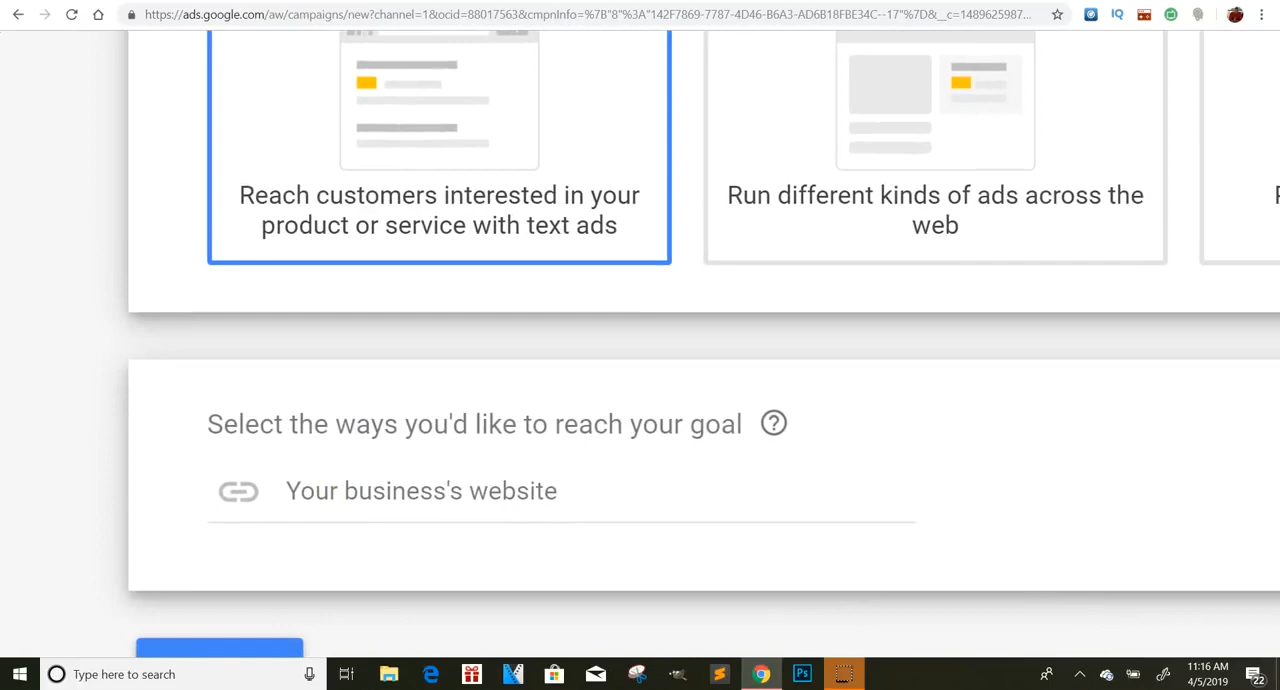 https://ads.google.com/aw/campaigns/new?channel=1&ocid=88017563&cmpnInfo=%7B"8"%3A"142F7869-7787-4D46-B6A3-AD6B18FBE34C--17"%7D&__c=1489625987...
IQ
Reach customers interested in your
product or service with text ads
Run different kinds of ads across the
web
Select the ways you'd like to reach your goal
Your business's website
Type here to search
Ps
11:16 AM
4/5/2019
22